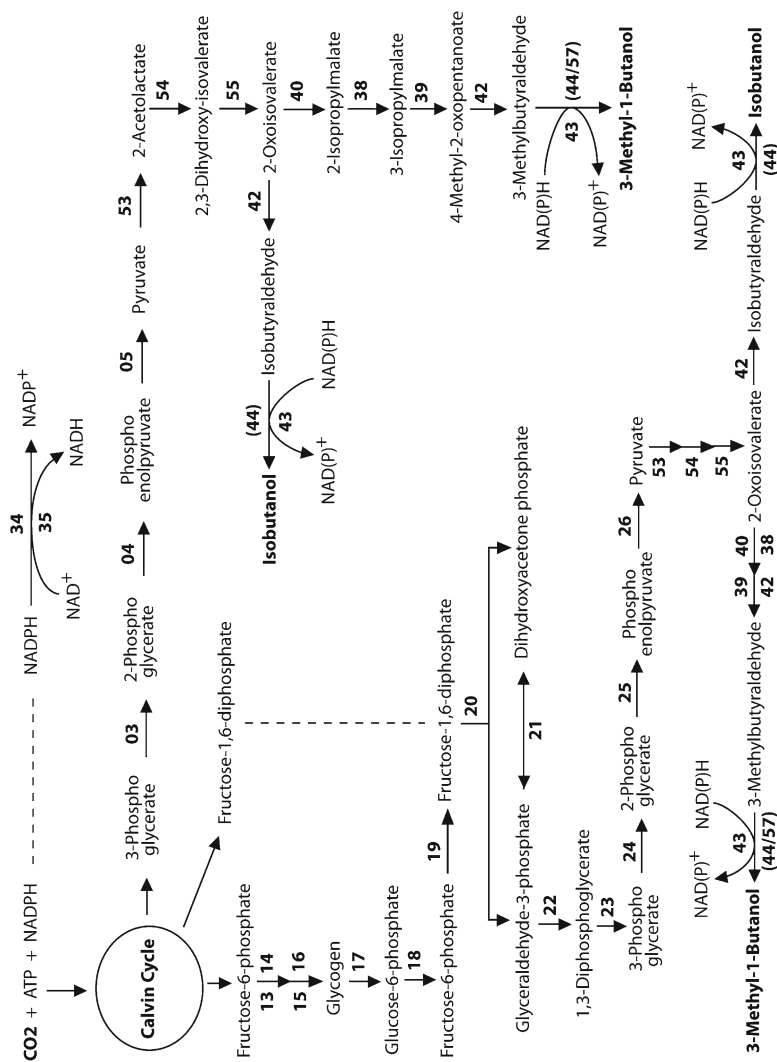 CO2 + ATP + NADPH
NADPH
34
35
NADP+
NAD+
NADH
Calvin Cycle
3-Phospho
glycerate
03
2-Phospho
glycerate
04
Phospho
enolpyruvate
05
Pyruvate
53
2-Acetolactate
54
2,3-Dihydroxy-isovalerate
55
2-Oxoisovalerate
40
2-Isopropylmalate
38
3-Isopropylmalate
39
4-Methyl-2-oxopentanoate
42
3-Methylbutyraldehyde
NAD(P)H
43
(44/57)
NAD(P)+
3-Methyl-1-Butanol
42
Isobutyraldehyde
(44)
43
NAD(P)H
NAD(P)+
Isobutanol
Fructose-1,6-diphosphate
Fructose-6-phosphate
13 14
15 16
Glycogen
17
Glucose-6-phosphate
18
Fructose-6-phosphate
19
Fructose-1,6-diphosphate
20
Glyceraldehyde-3-phosphate
21
Dihydroxyacetone phosphate
22
1,3-Diphosphoglycerate
23
3-Phospho
glycerate
24
2-Phospho
glycerate
25
Phospho
enolpyruvate
26
Pyruvate
53
54
55
3-Methyl-1-Butanol
NAD(P)+
NAD(P)H
43
(44/57)
3-Methylbutyraldehyde
39 40
42 38
2-Oxoisovalerate
42
Isobutyraldehyde
NAD(P)H
NAD(P)+
43
(44)
Isobutanol